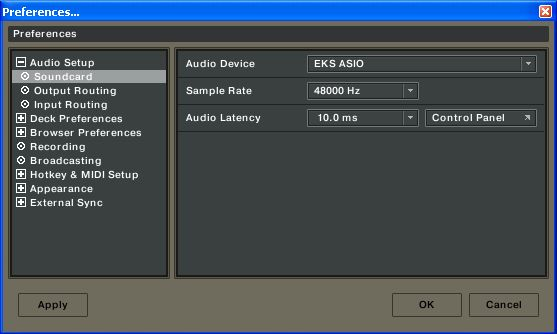 Preferences...
Preferences
Audio Setup
Soundcard
Output Routing
Input Routing
Deck Preferences
Browser Preferences
Recording
Broadcasting
Hotkey & MIDI Setup
Appearance
External Sync
Audio Device EKS ASIO
Sample Rate 48000 Hz
Audio Latency 10.0 ms Control Panel
Apply OK Cancel